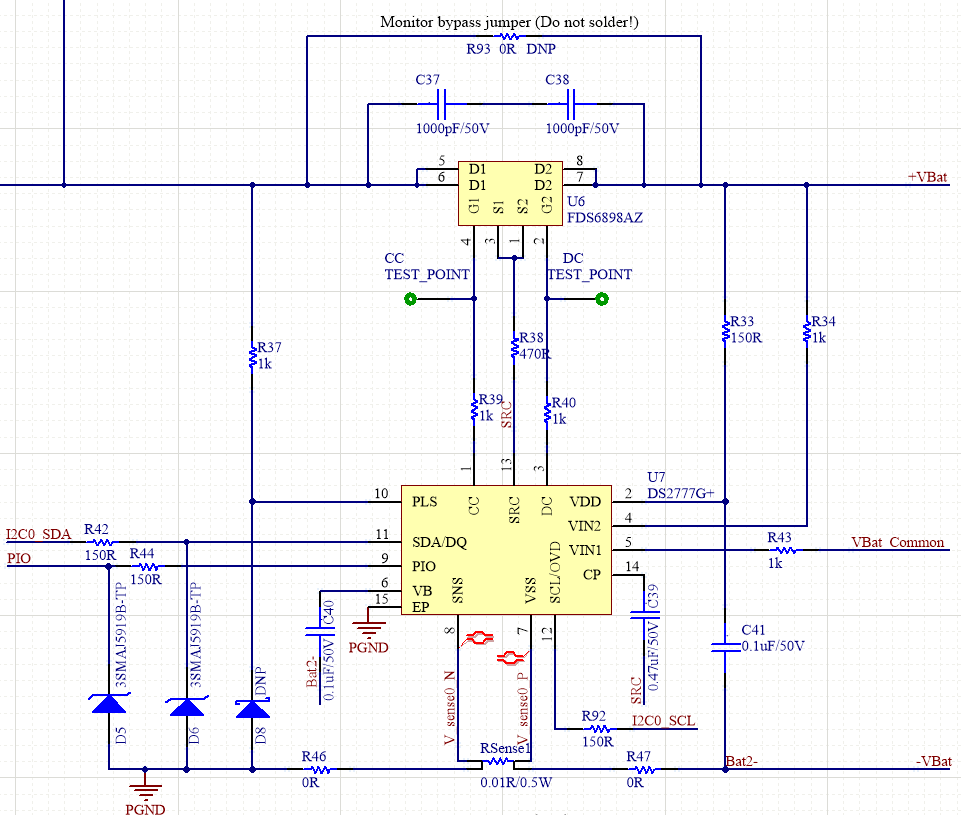 Monitor bypass jumper (Do not solder!)
R93 0R DNP
C37
C38
1000pF/50V
1000pF/50V
5
D1
D2
8
6
D1
D2
7
G1
S1
S2
G2
U6
FDS6898AZ
+VBat
4
3
1
2
CC
TEST_POINT
DC
TEST_POINT
R37
1k
R38
470R
R33
150R
R34
1k
R39
1k
SRC
R40
1k
1
13
3
U7
DS2777G+
10
PLS
CC
SRC
DC
VDD
2
VIN2
4
I2C0_SDA
R42
150R
11
SDA/DQ
VIN1
5
R43
1k
VBat_Common
PIO
R44
150R
9
PIO
CP
14
6
VB
15
EP
SNS
VSS
SCL/OVD
8
7
12
PGND
C40
0.1uF/50V
Bat2-
C39
0.47uF/50V
SRC
C41
0.1uF/50V
3SMAJ5919B-TP
D5
3SMAJ5919B-TP
D6
DNP
D8
V_sense0_N
V_sense0_P
R92
150R
I2C0_SCL
R46
0R
RSense1
0.01R/0.5W
R47
0R
Bat2-
-VBat
PGND